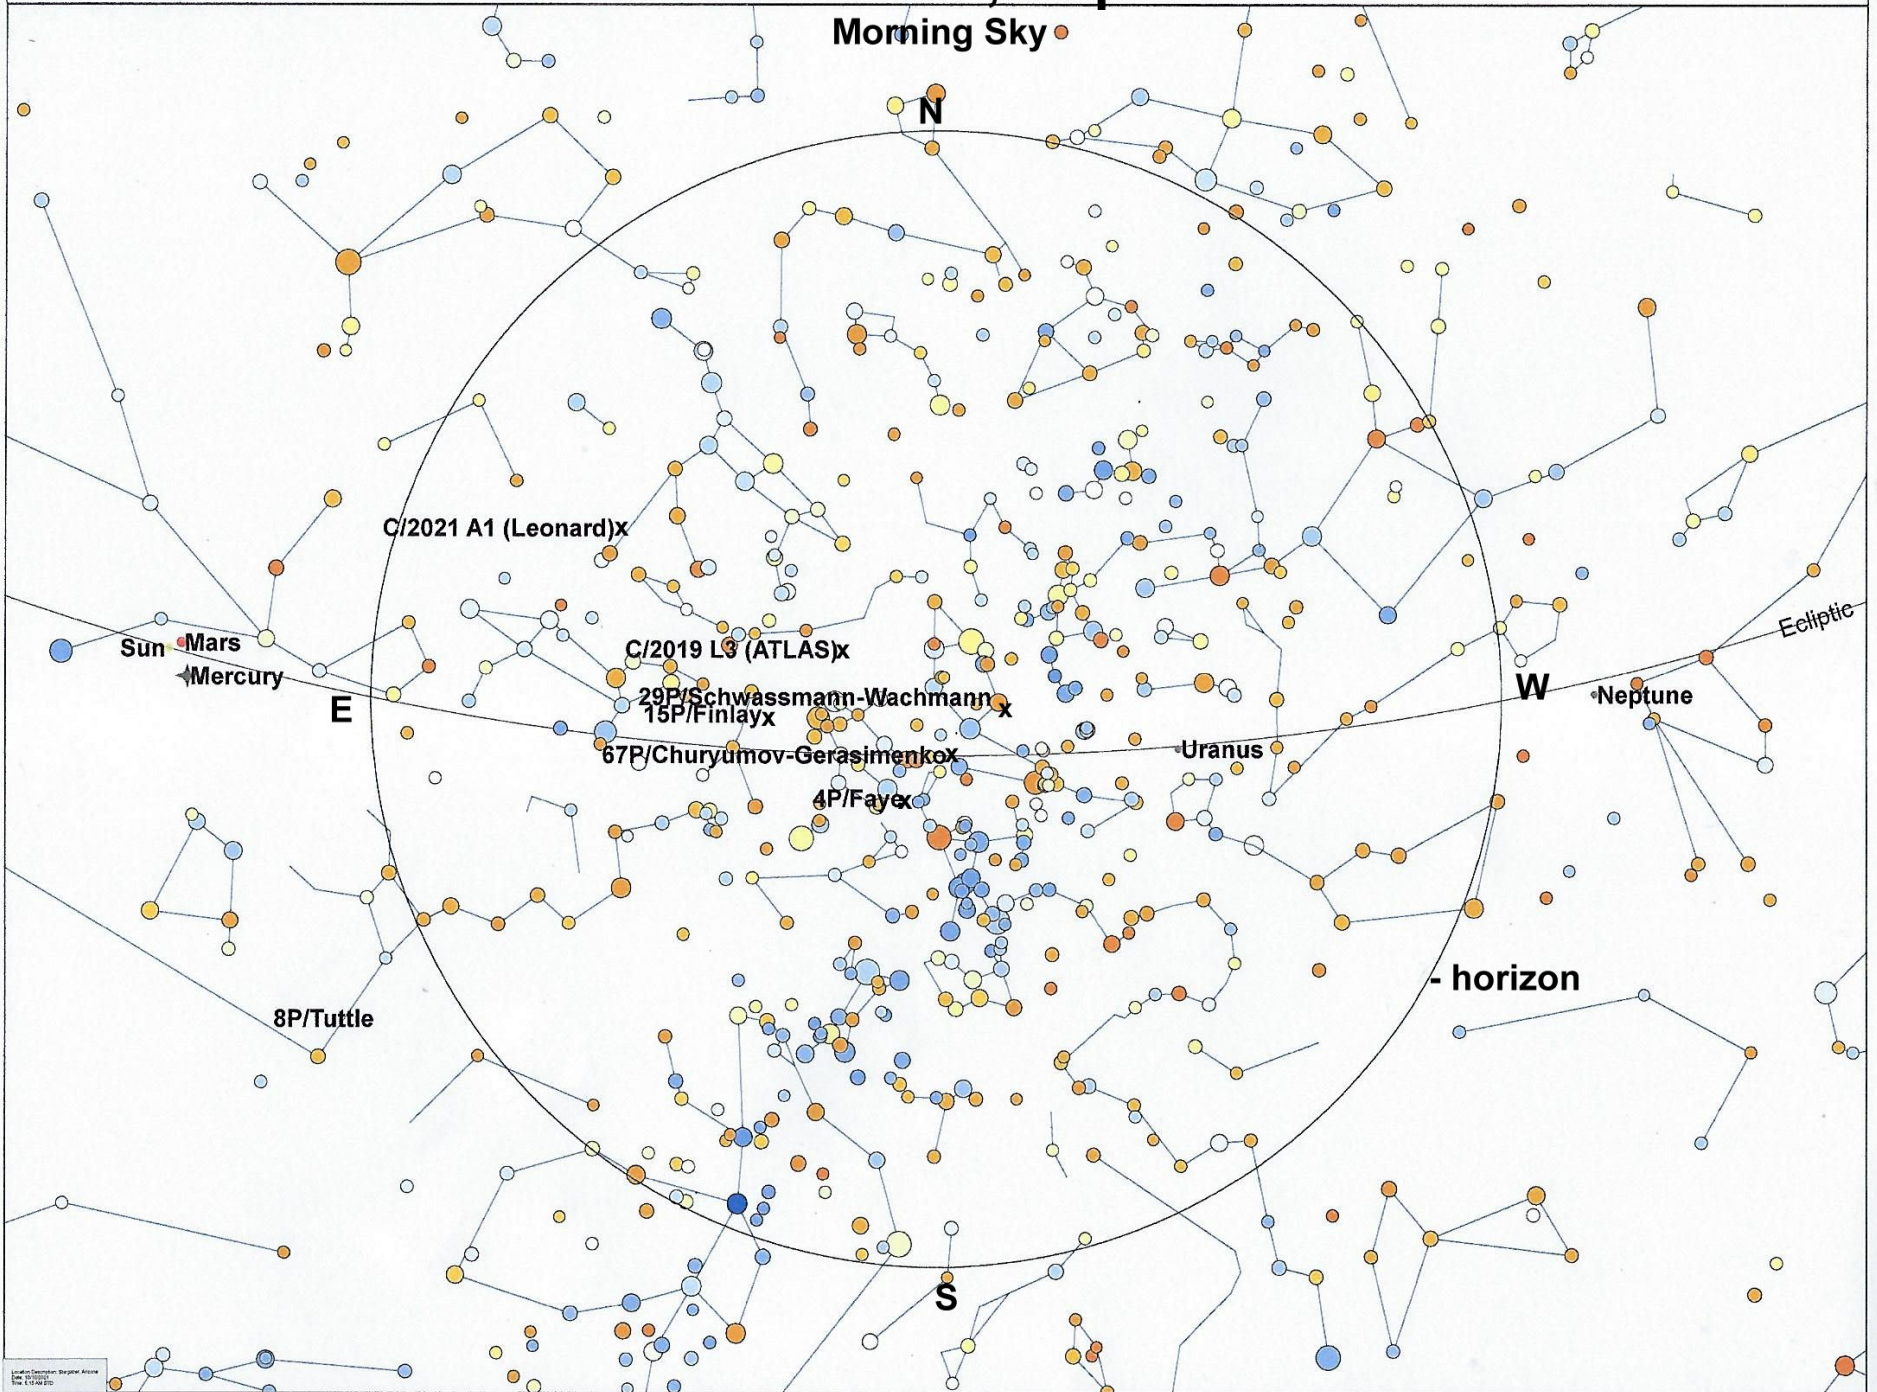 Morning Sky
N
C/2021 A1 (Leonard)x
Ecliptic
Sun
Mars
C/2019 L3 (ATLAS)x
Mercury
E
29P/Schwassmann-Wachmann
x
W
Neptune
15P/Finlayx
67P/Churyumov-Gerasimenkox
Uranus
4P/Fayex
- horizon
8P/Tuttle
S